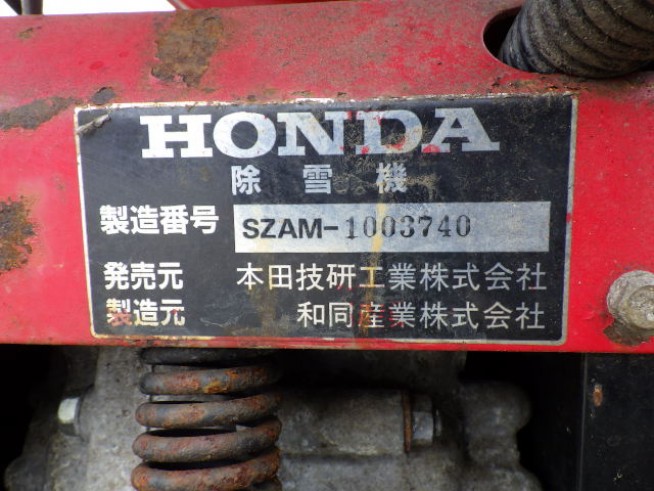 HONDA
除雪機
製造番号 SZAM-1003740
発売元 本田技研工業株式会社
製造元 和同産業株式会社